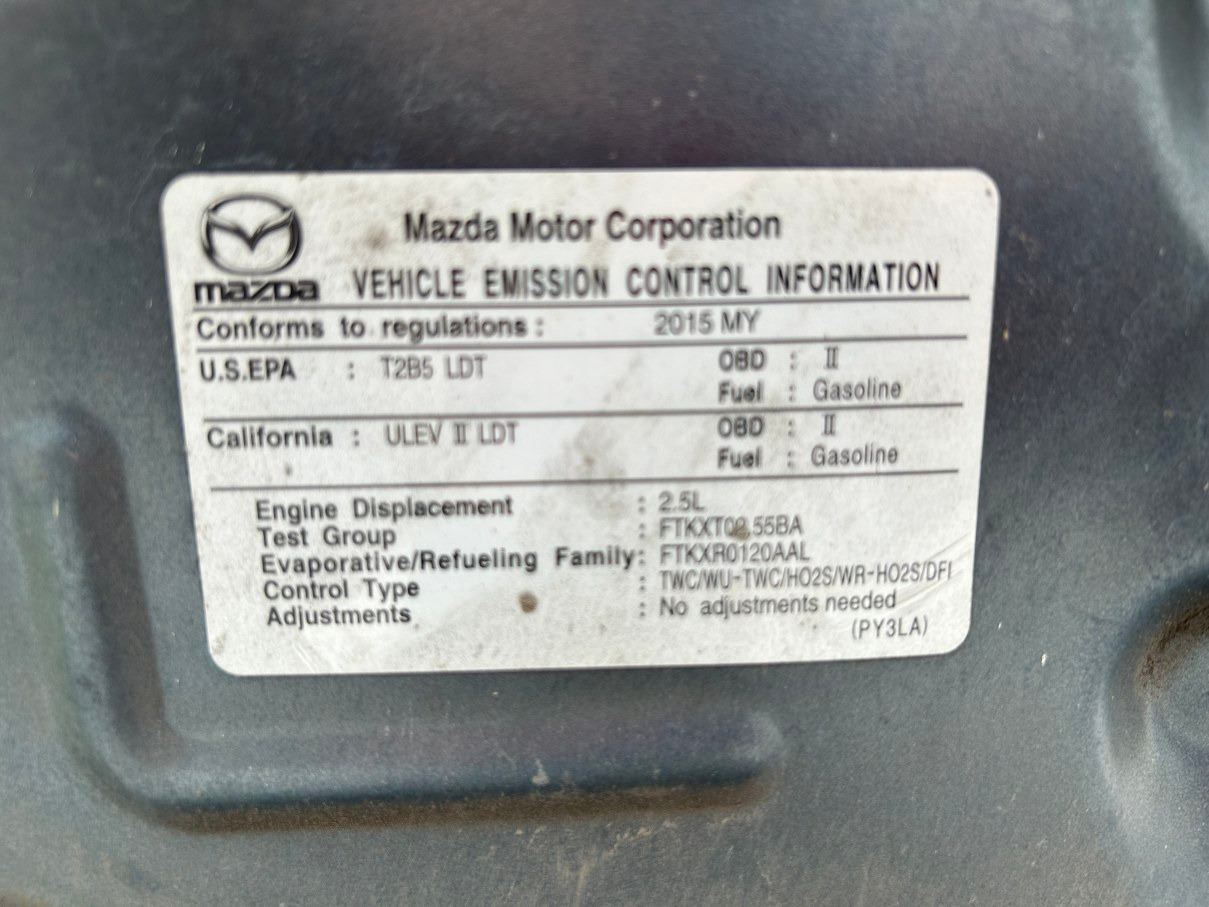 Mazda Motor Corporation
mazda VEHICLE EMISSION CONTROL INFORMATION
Conforms to regulations : 2015 MY
U.S.EPA : T2B5 LDT OBD : II
Fuel : Gasoline
California : ULEV II LDT OBD : II
Fuel : Gasoline
Engine Displacement : 2.5L
Test Group : FTKXT02.55BA
Evaporative/Refueling Family : FTKXR0120AAL
Control Type : TWC/WU-TWC/HO2S/WR-HO2S/DFI
Adjustments : No adjustments needed
(PY3LA)